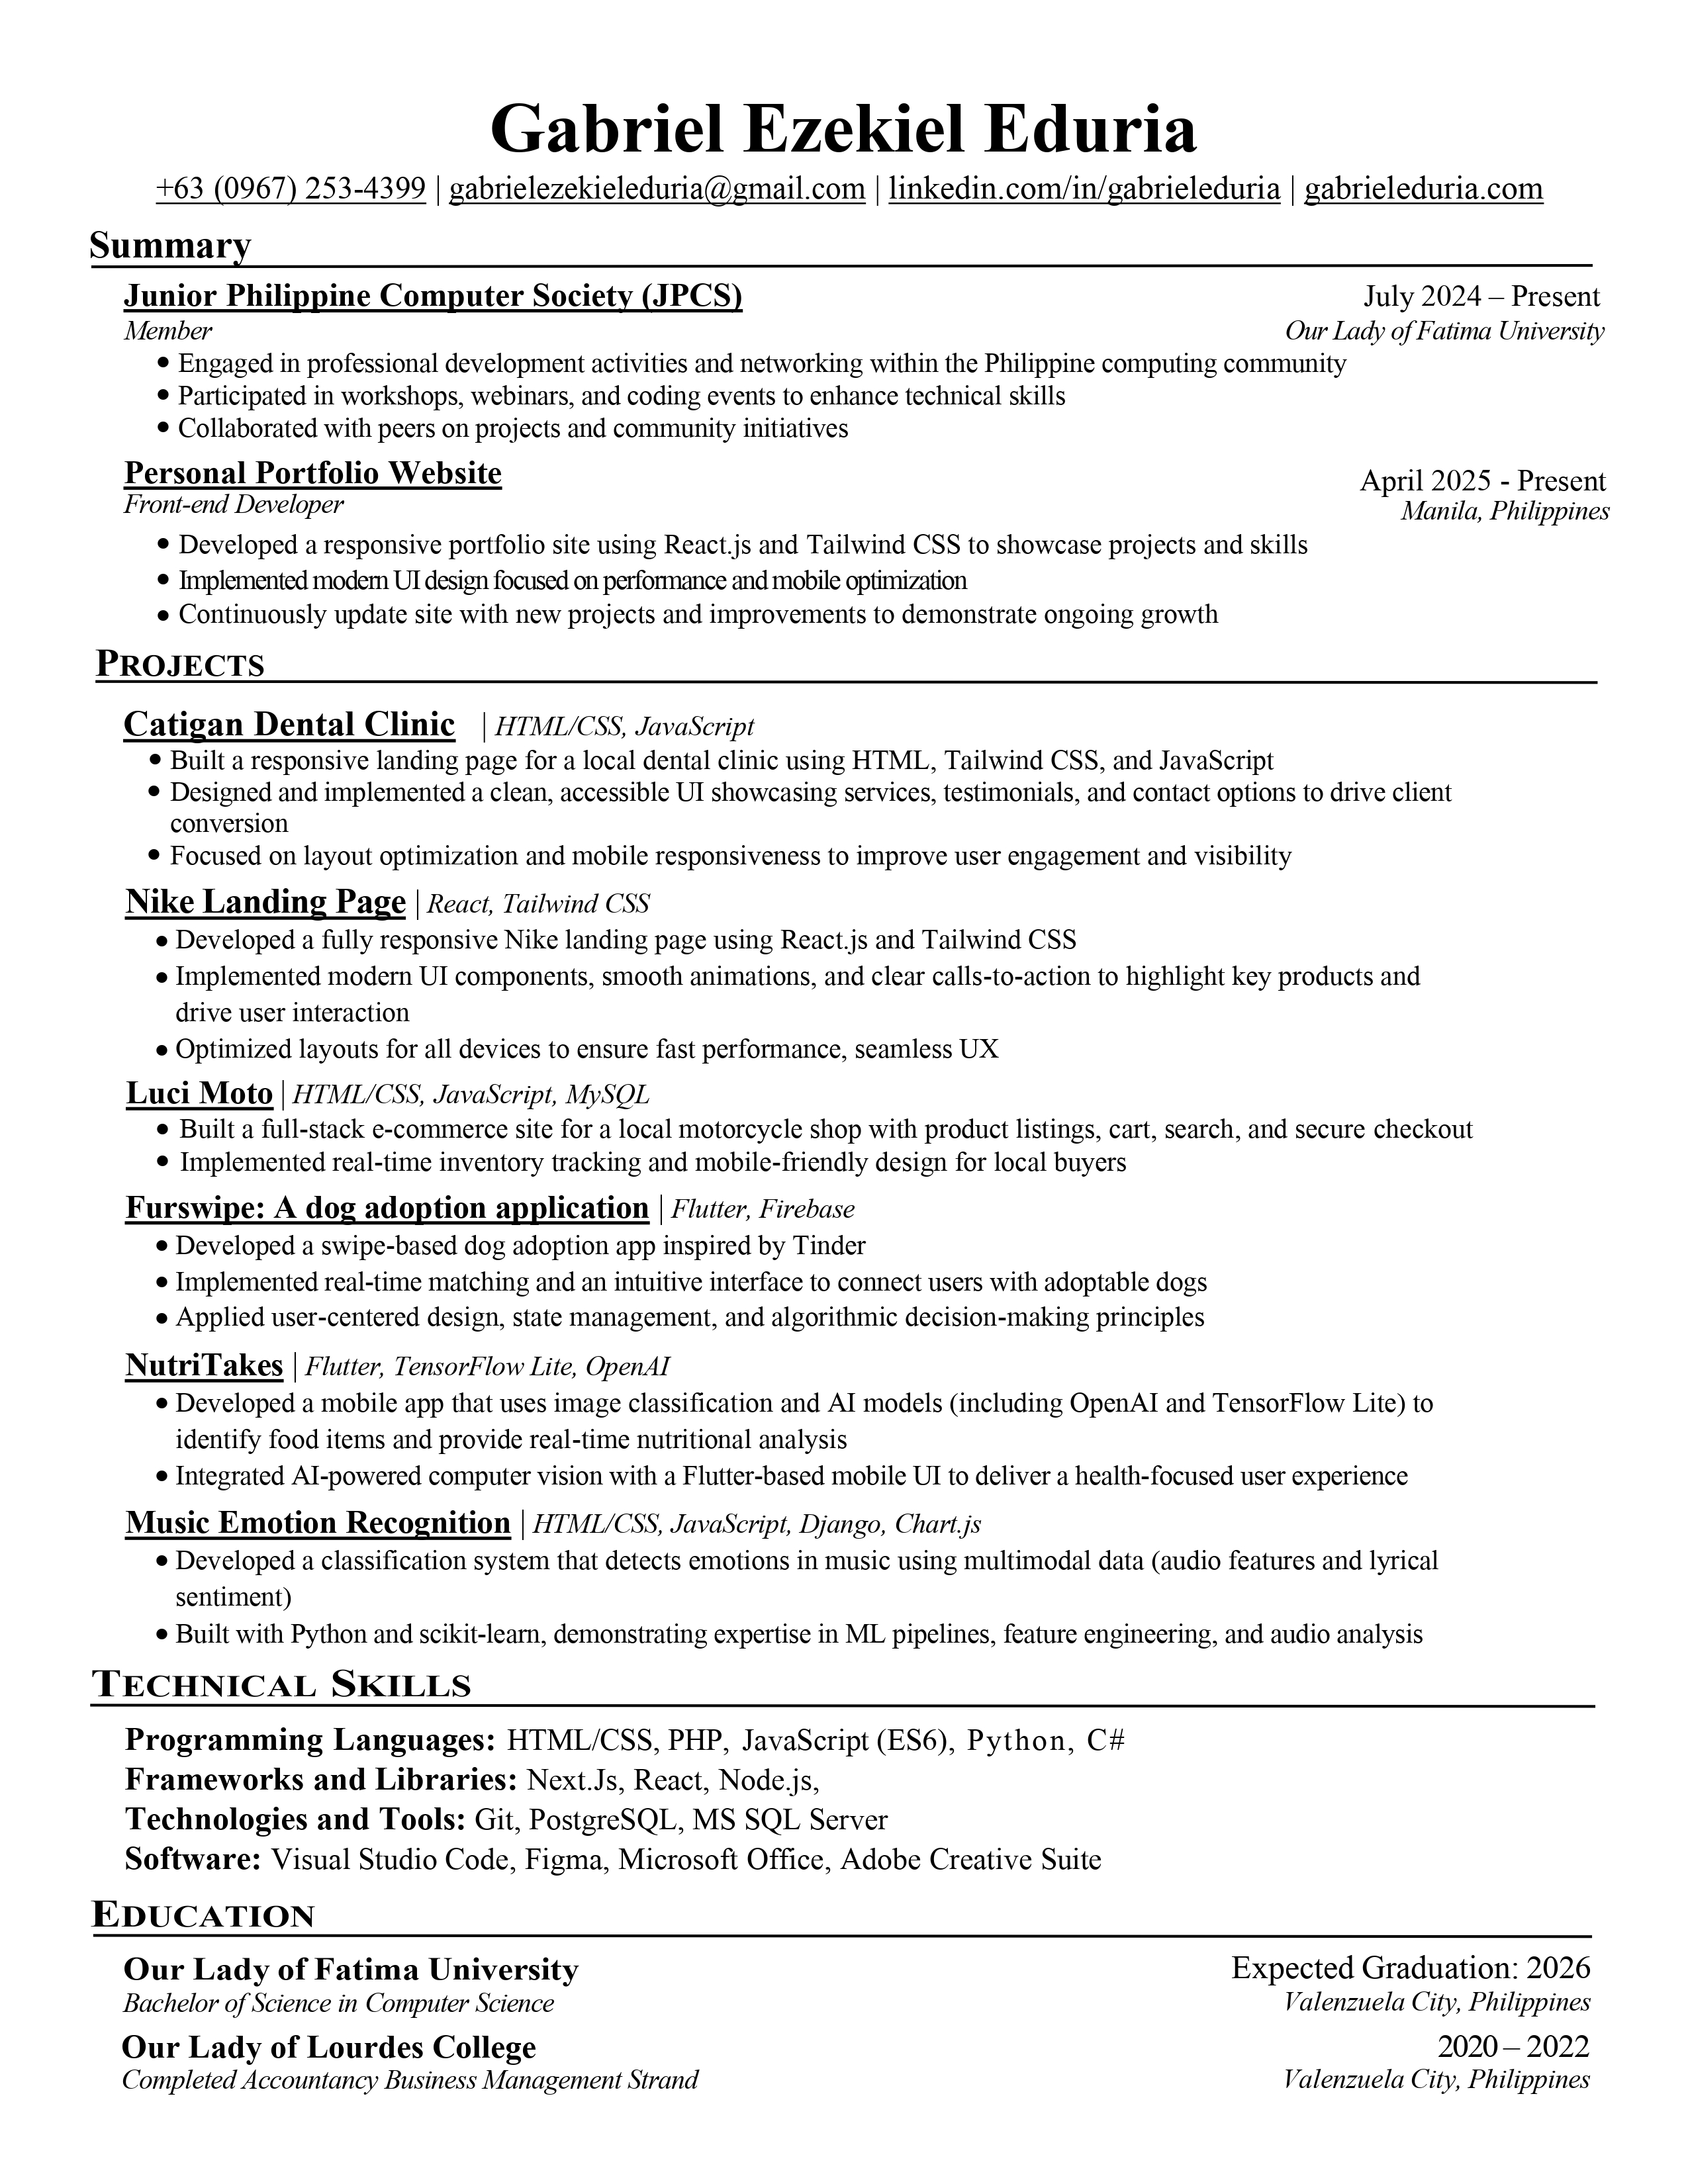 Gabriel Ezekiel Eduria
+63 (0967) 253-4399 | gabrielezekieleduria@gmail.com | linkedin.com/in/gabrieleduria | gabrieleduria.com
Summary
Junior Philippine Computer Society (JPCS) July 2024 – Present
Member Our Lady of Fatima University
• Engaged in professional development activities and networking within the Philippine computing community
• Participated in workshops, webinars, and coding events to enhance technical skills
• Collaborated with peers on projects and community initiatives
Personal Portfolio Website April 2025 - Present
Front-end Developer Manila, Philippines
• Developed a responsive portfolio site using React.js and Tailwind CSS to showcase projects and skills
• Implemented modern UI design focused on performance and mobile optimization
• Continuously update site with new projects and improvements to demonstrate ongoing growth
PROJECTS
Catigan Dental Clinic | HTML/CSS, JavaScript
• Built a responsive landing page for a local dental clinic using HTML, Tailwind CSS, and JavaScript
• Designed and implemented a clean, accessible UI showcasing services, testimonials, and contact options to drive client
conversion
• Focused on layout optimization and mobile responsiveness to improve user engagement and visibility
Nike Landing Page | React, Tailwind CSS
• Developed a fully responsive Nike landing page using React.js and Tailwind CSS
• Implemented modern UI components, smooth animations, and clear calls-to-action to highlight key products and
drive user interaction
• Optimized layouts for all devices to ensure fast performance, seamless UX
Luci Moto | HTML/CSS, JavaScript, MySQL
• Built a full-stack e-commerce site for a local motorcycle shop with product listings, cart, search, and secure checkout
• Implemented real-time inventory tracking and mobile-friendly design for local buyers
Furswipe: A dog adoption application | Flutter, Firebase
• Developed a swipe-based dog adoption app inspired by Tinder
• Implemented real-time matching and an intuitive interface to connect users with adoptable dogs
• Applied user-centered design, state management, and algorithmic decision-making principles
NutriTakes | Flutter, TensorFlow Lite, OpenAI
• Developed a mobile app that uses image classification and AI models (including OpenAI and TensorFlow Lite) to
identify food items and provide real-time nutritional analysis
• Integrated AI-powered computer vision with a Flutter-based mobile UI to deliver a health-focused user experience
Music Emotion Recognition | HTML/CSS, JavaScript, Django, Chart.js
• Developed a classification system that detects emotions in music using multimodal data (audio features and lyrical
sentiment)
• Built with Python and scikit-learn, demonstrating expertise in ML pipelines, feature engineering, and audio analysis
TECHNICAL SKILLS
Programming Languages: HTML/CSS, PHP, JavaScript (ES6), Python, C#
Frameworks and Libraries: Next.Js, React, Node.js,
Technologies and Tools: Git, PostgreSQL, MS SQL Server
Software: Visual Studio Code, Figma, Microsoft Office, Adobe Creative Suite
EDUCATION
Our Lady of Fatima University Expected Graduation: 2026
Bachelor of Science in Computer Science Valenzuela City, Philippines
Our Lady of Lourdes College 2020 – 2022
Completed Accountancy Business Management Strand Valenzuela City, Philippines